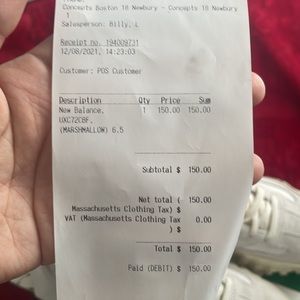 Concepts Boston 18 Newbury - Concepts 18 Newbury
1
Salesperson: Billy, L
Receipt no. 194009731
12/08/2021, 14:23:03
Customer: POS Customer
Description Qty Price Sum
New Balance, 1 150.00 150.00
UXC72CBF,
(MARSHMALLOW) 6.5
Subtotal $ 150.00
Net total ( 150.00
Massachusetts Clothing Tax) $
VAT (Massachusetts Clothing Tax 0.00
) $
Total $ 150.00
Paid (DEBIT) $ 150.00